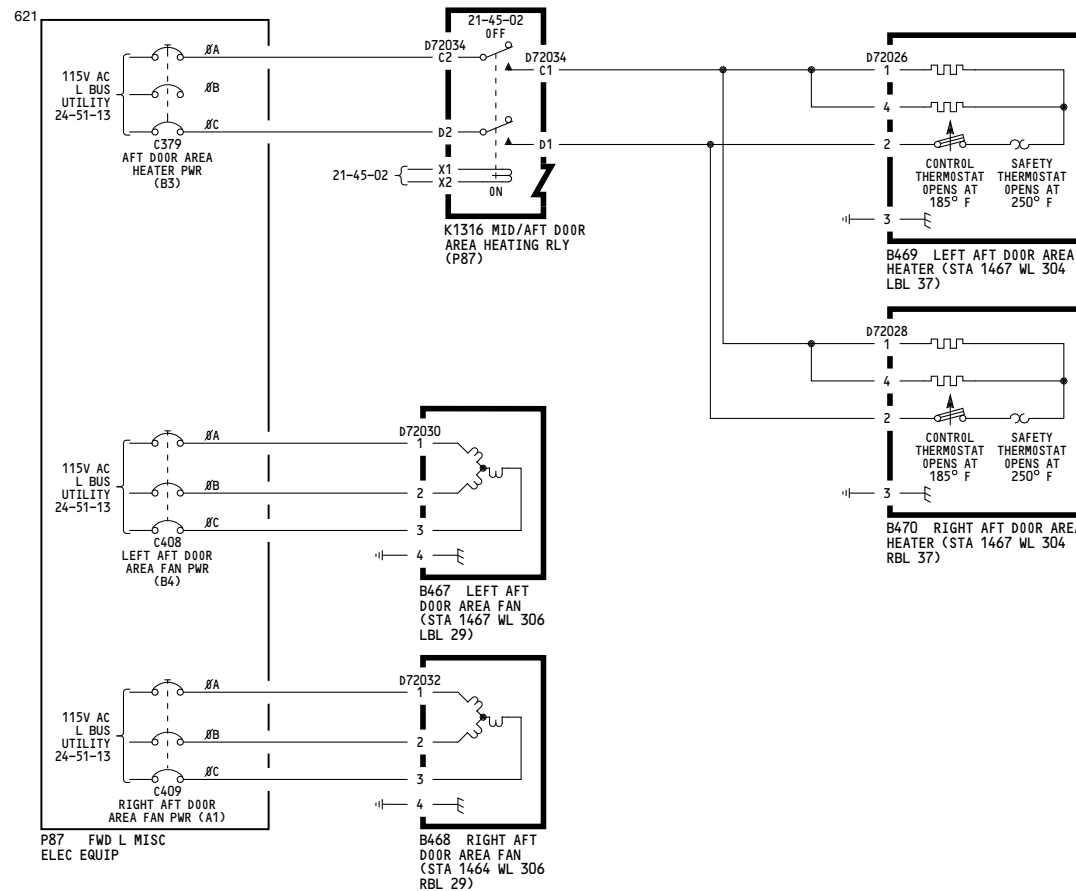 621
115V AC
L BUS
UTILITY
24-51-13
ØA
ØB
ØC
C379
AFT DOOR AREA
HEATER PWR
(B3)
21-45-02
OFF
D72034
C2
D72034
C1
D2
D1
21-45-02
X1
X2
ON
K1316 MID/AFT DOOR
AREA HEATING RLY
(P87)
D72026
1
4
2
CONTROL
THERMOSTAT
OPENS AT
185° F
SAFETY
THERMOSTAT
OPENS AT
250° F
3
B469 LEFT AFT DOOR AREA
HEATER (STA 1467 WL 304
LBL 37)
D72028
1
4
2
CONTROL
THERMOSTAT
OPENS AT
185° F
SAFETY
THERMOSTAT
OPENS AT
250° F
3
B470 RIGHT AFT DOOR AREA
HEATER (STA 1467 WL 304
RBL 37)
115V AC
L BUS
UTILITY
24-51-13
ØA
ØB
ØC
C408
LEFT AFT DOOR
AREA FAN PWR
(B4)
D72030
1
2
3
4
B467 LEFT AFT
DOOR AREA FAN
(STA 1467 WL 306
LBL 29)
115V AC
L BUS
UTILITY
24-51-13
ØA
ØB
ØC
C409
RIGHT AFT DOOR
AREA FAN PWR (A1)
D72032
1
2
3
4
B468 RIGHT AFT
DOOR AREA FAN
(STA 1464 WL 306
RBL 29)
P87 FWD L MISC
ELEC EQUIP